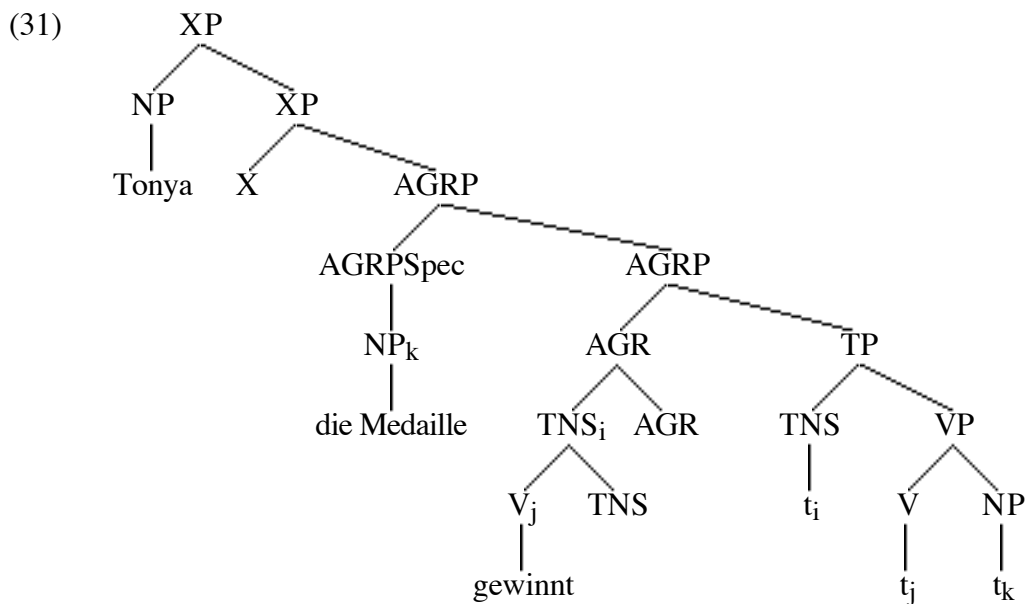 (31) XP
NP XP
Tonya X AGRP
AGRPSpec AGRP
NPk AGR TP
die Medaille TNSi AGR TNS VP
Vj TNS ti V NP
gewinnt tj tk